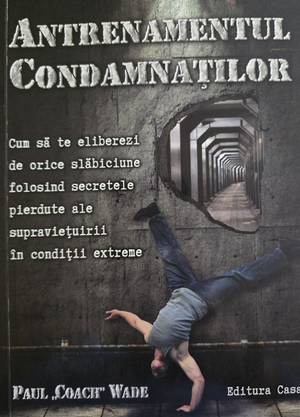 ANTRENAMENTUL
CONDAMNAȚILOR
Cum să te eliberezi
de orice slăbiciune
folosind secretele
pierdute ale
supraviețuirii
în condiții extreme
PAUL „COACH" WADE
Editura Casa